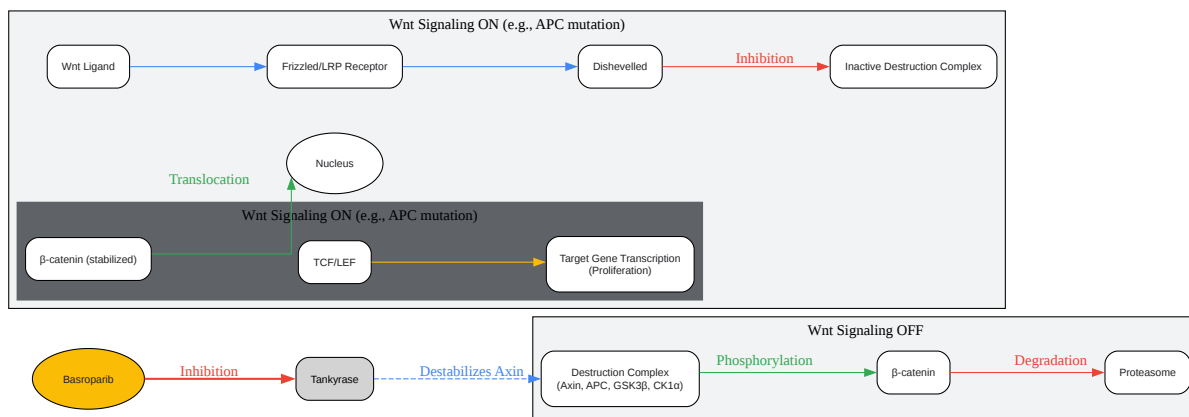 Wnt Signaling ON (e.g., APC mutation)
Wnt Ligand
Frizzled/LRP Receptor
Dishevelled
Inhibition
Inactive Destruction Complex
Nucleus
Translocation
Wnt Signaling ON (e.g., APC mutation)
β-catenin (stabilized)
TCF/LEF
Target Gene Transcription
(Proliferation)
Wnt Signaling OFF
Basroparib
Inhibition
Tankyrase
Destabilizes Axin
Destruction Complex
(Axin, APC, GSK3β, CK1α)
Phosphorylation
β-catenin
Degradation
Proteasome